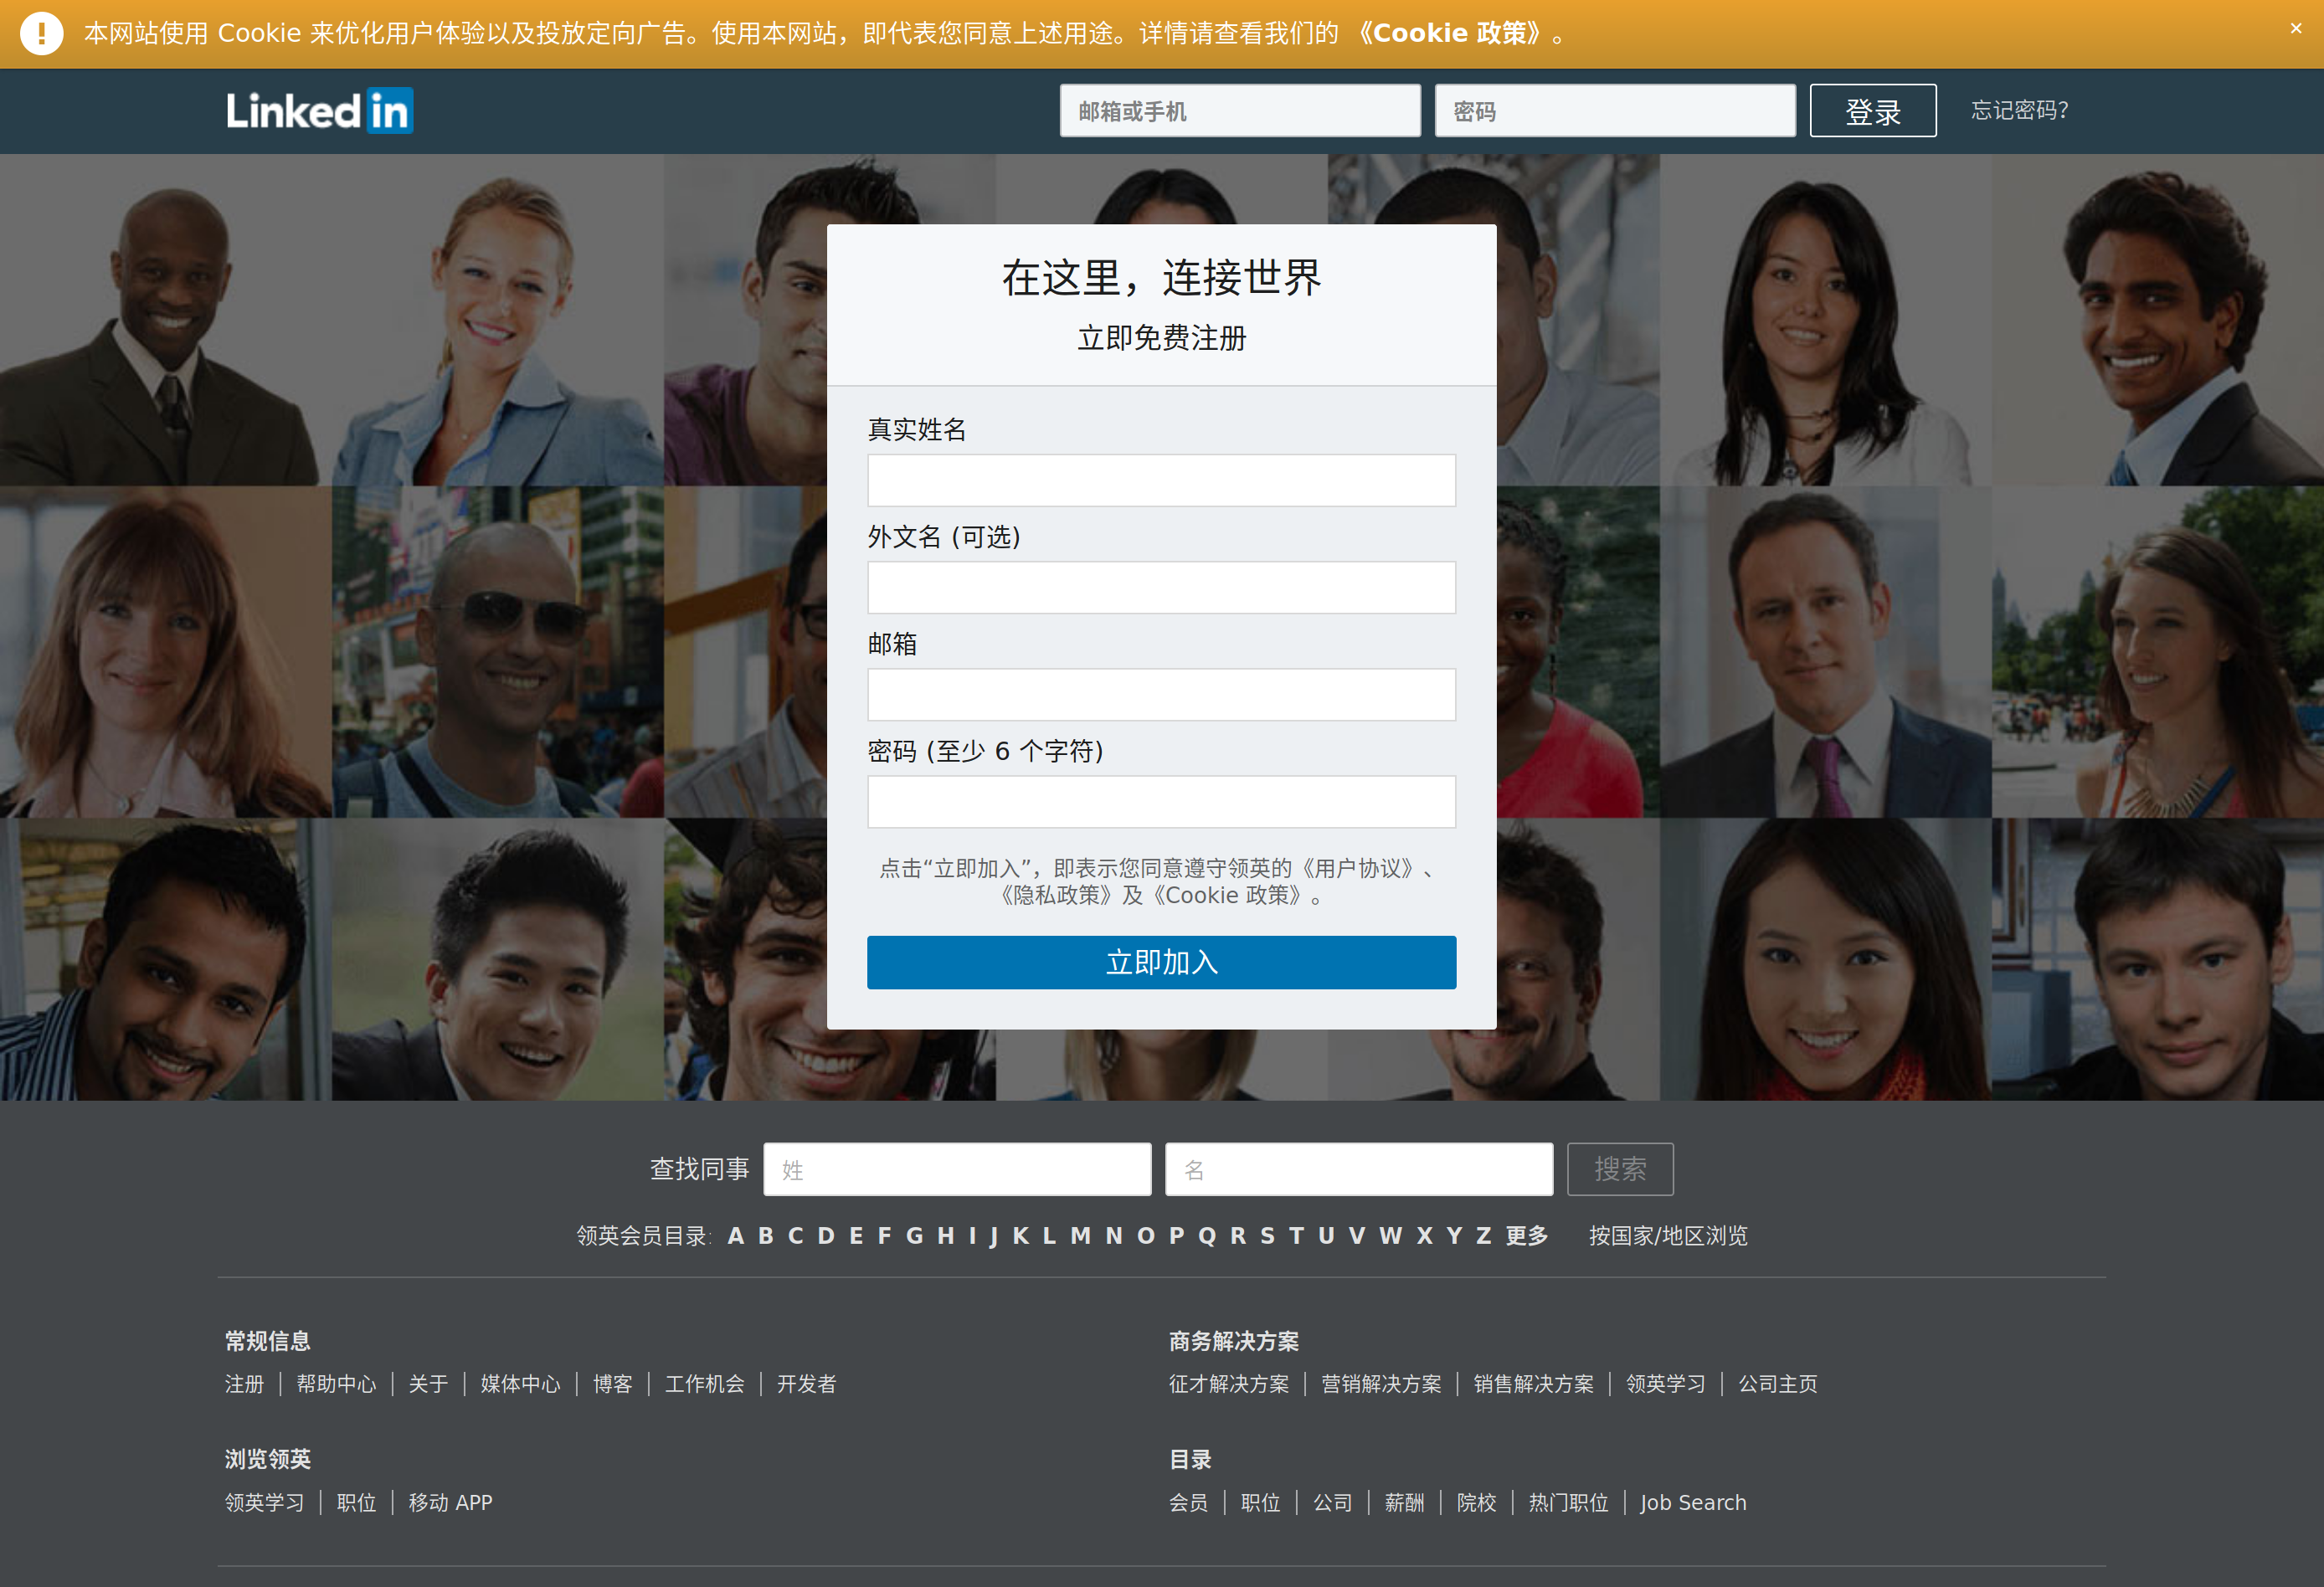 本网站使用 Cookie 来优化用户体验以及投放定向广告。使用本网站，即代表您同意上述用途。详情请查看我们的 《Cookie 政策》。 ×
Linked in 邮箱或手机 密码 登录 忘记密码？
在这里，连接世界
立即免费注册
真实姓名
外文名 (可选)
邮箱
密码 (至少 6 个字符)
点击“立即加入”，即表示您同意遵守领英的《用户协议》、
《隐私政策》及《Cookie 政策》。
立即加入
查找同事 姓 名 搜索
领英会员目录: A B C D E F G H I J K L M N O P Q R S T U V W X Y Z 更多 按国家/地区浏览
常规信息
注册 帮助中心 关于 媒体中心 博客 工作机会 开发者
商务解决方案
征才解决方案 营销解决方案 销售解决方案 领英学习 公司主页
浏览领英
领英学习 职位 移动 APP
目录
会员 职位 公司 薪酬 院校 热门职位 Job Search